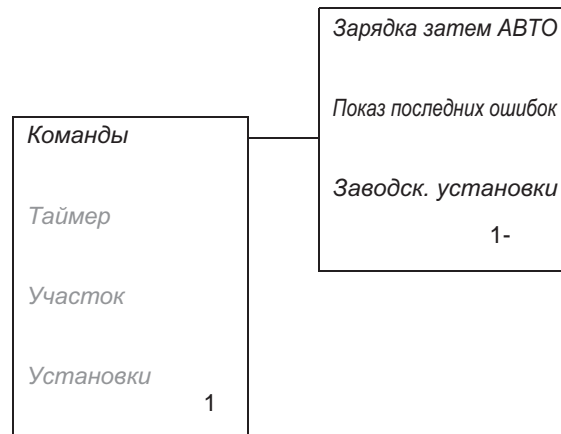 Зарядка затем АВТО
Показ последних ошибок
Заводск. установки
1-
Команды
Таймер
Участок
Установки
1